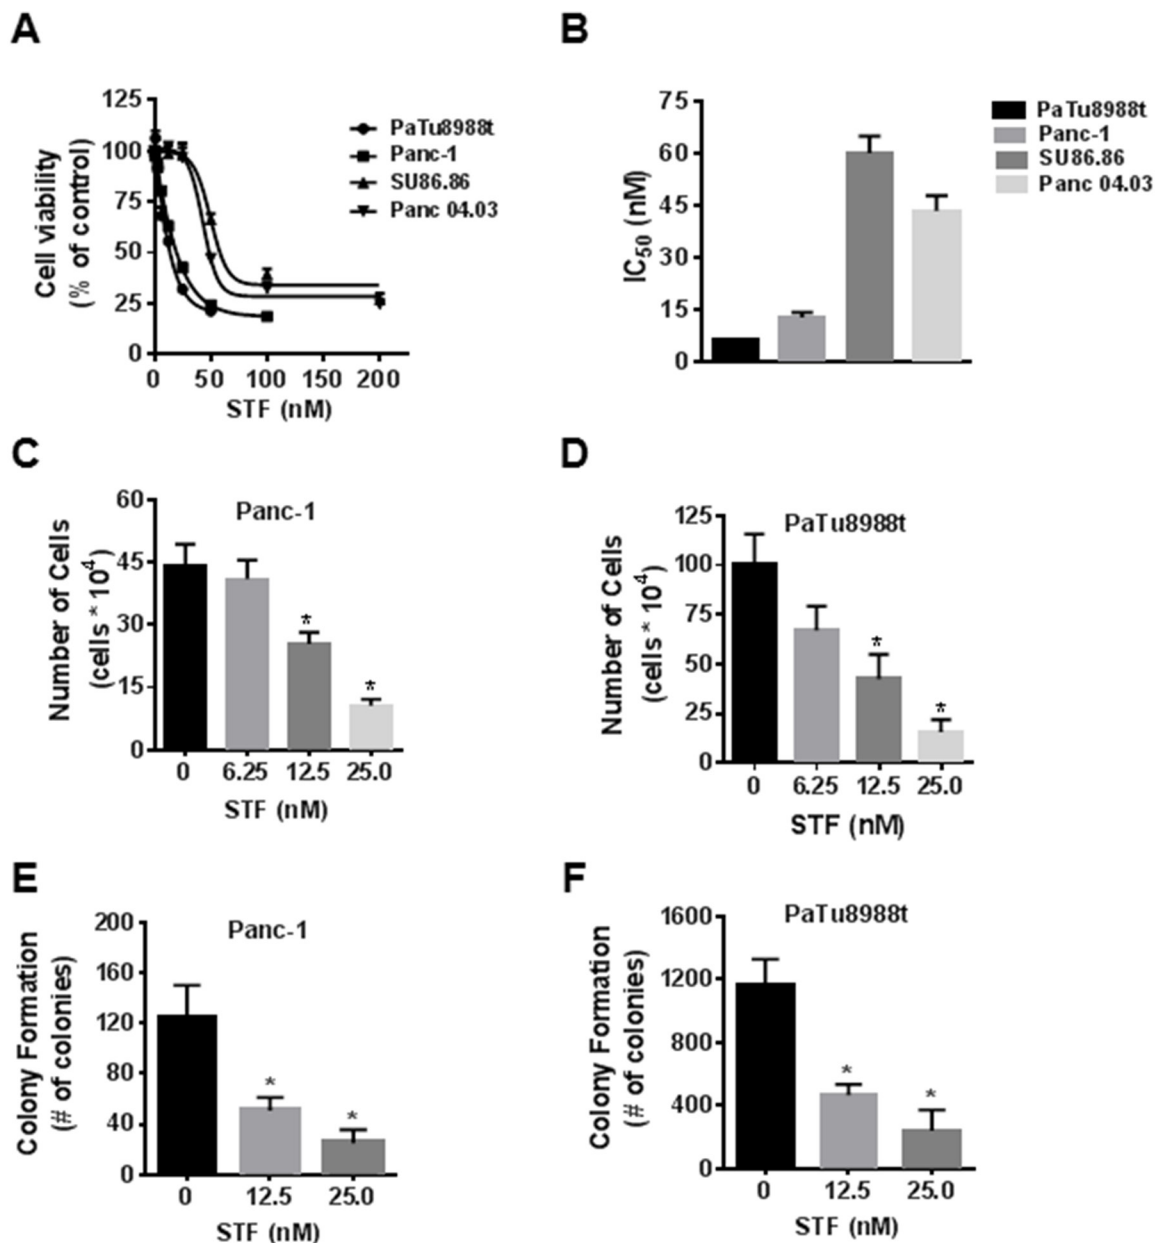 A
Cell viability
(% of control)
125
100
75
50
25
0
0 50 100 150 200
STF (nM)
PaTu8988t
Panc-1
SU86.86
Panc 04.03
B
IC50 (nM)
75
60
45
30
15
0
PaTu8988t
Panc-1
SU86.86
Panc 04.03
C
Panc-1
Number of Cells
(cells * 10^4)
60
45
30
15
0
*
*
0 6.25 12.5 25.0
STF (nM)
D
PaTu8988t
Number of Cells
(cells * 10^4)
125
100
75
50
25
0
*
*
0 6.25 12.5 25.0
STF (nM)
E
Panc-1
Colony Formation
(# of colonies)
200
160
120
80
40
0
*
*
0 12.5 25.0
STF (nM)
F
PaTu8988t
Colony Formation
(# of colonies)
1600
1200
800
400
0
*
*
0 12.5 25.0
STF (nM)